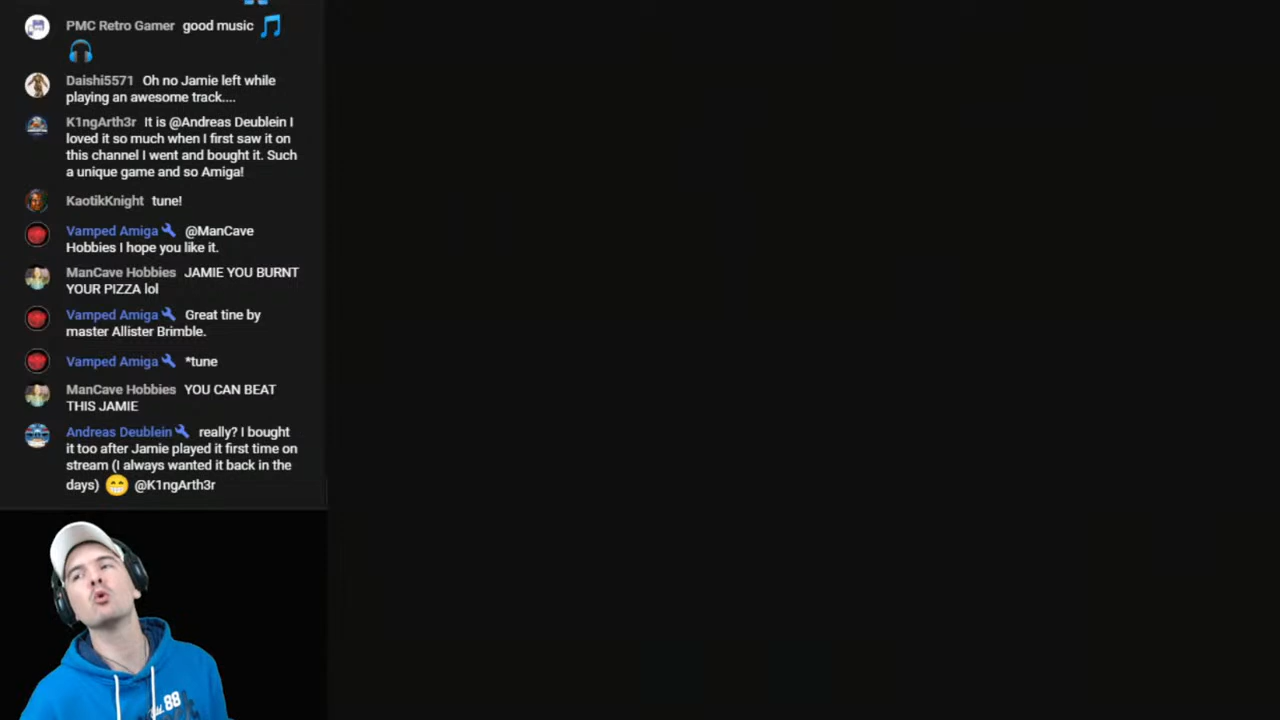 PMC Retro Gamer good music
Daishi5571 Oh no Jamie left while
playing an awesome track....
K1ngArth3r It is @Andreas Deublein I
loved it so much when I first saw it on
this channel I went and bought it. Such
a unique game and so Amiga!
KaotikKnight tune!
Vamped Amiga @ManCave
Hobbies I hope you like it.
ManCave Hobbies JAMIE YOU BURNT
YOUR PIZZA lol
Vamped Amiga Great tine by
master Allister Brimble.
Vamped Amiga *tune
ManCave Hobbies YOU CAN BEAT
THIS JAMIE
Andreas Deublein really? I bought
it too after Jamie played it first time on
stream (I always wanted it back in the
days) @K1ngArth3r
88